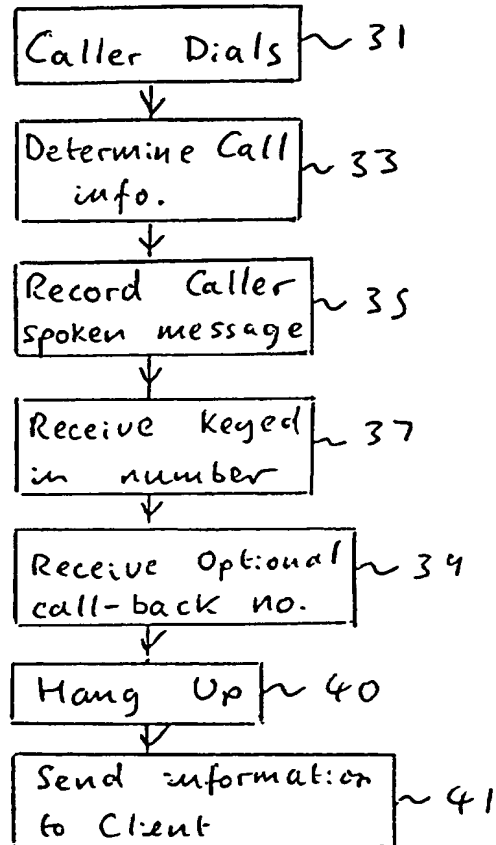 Caller Dials 31
Determine Call 33
info.
Record Caller 35
spoken message
Receive Keyed 37
in number
Receive Optional 39
call-back no.
Hang Up 40
Send information 41
to Client